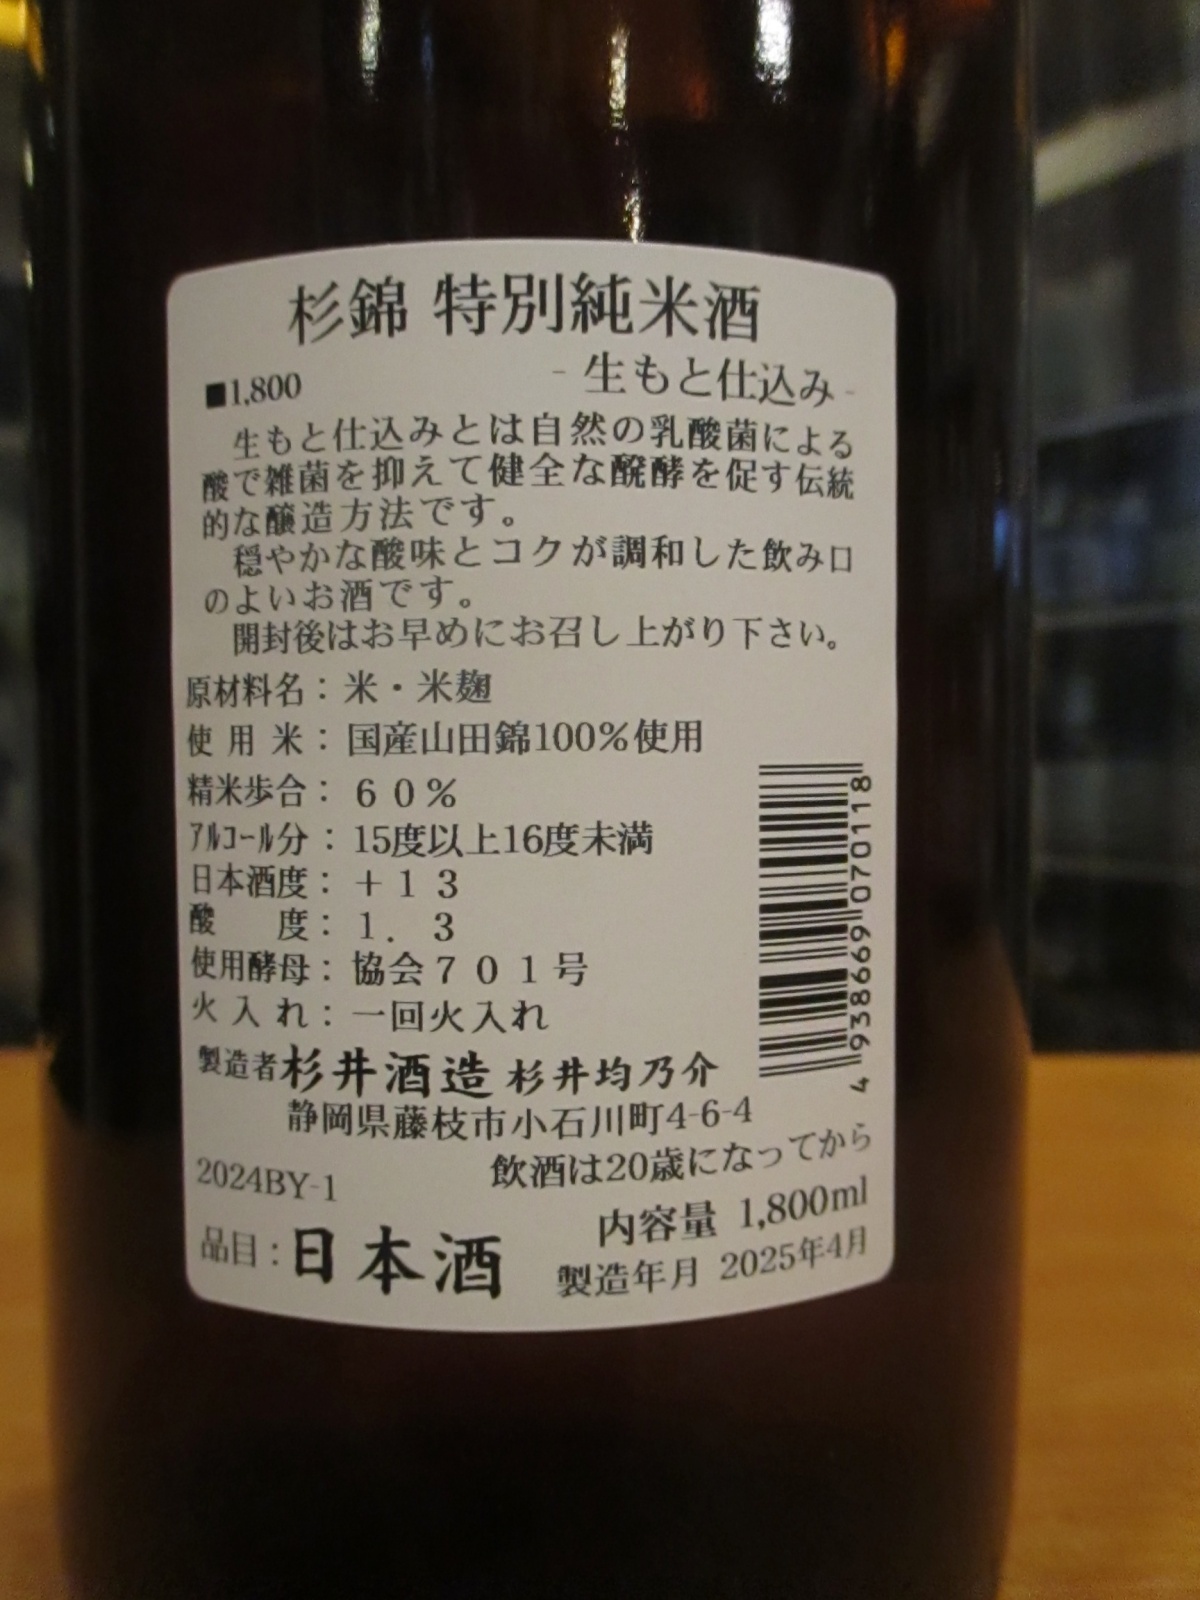 杉錦 特別純米酒
- 生もと仕込み -
■1,800
生もと仕込みとは自然の乳酸菌による
酸で雑菌を抑えて健全な醗酵を促す伝統
的な醸造方法です。
穏やかな酸味とコクが調和した飲み口
のよいお酒です。
開封後はお早めにお召し上がり下さい。
原材料名：米・米麹
使用米：国産山田錦100％使用
精米歩合：６０％
ｱﾙｺｰﾙ分：15度以上16度未満
日本酒度：＋１３
酸　度：１．３
使用酵母：協会７０１号
火入れ：一回火入れ
製造者 杉井酒造 杉井均乃介
静岡県藤枝市小石川町4-6-4
飲酒は20歳になってから
2024BY-1
内容量 1,800ml
品目：日本酒
製造年月 2025年4月
4 938669 070118